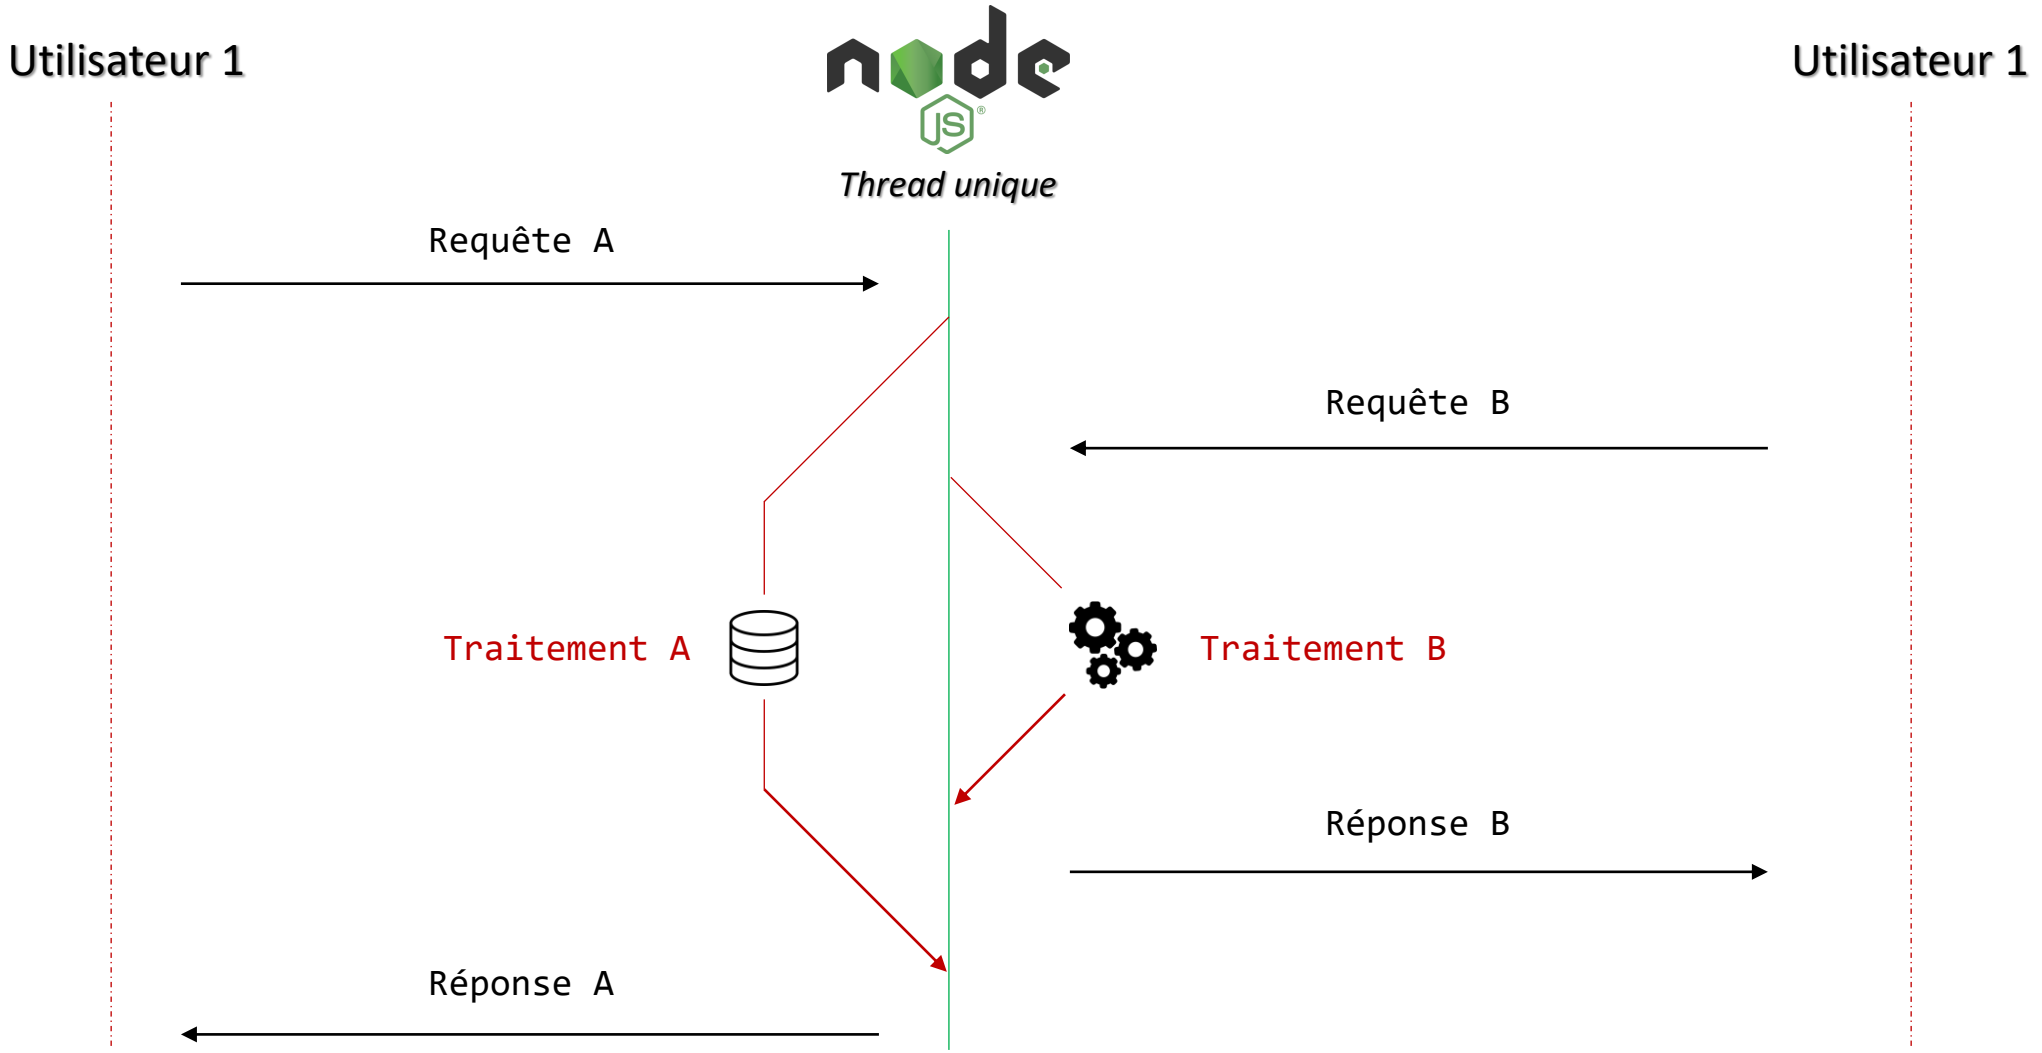 Utilisateur 1
node
JS ®
Utilisateur 1
Thread unique
Requête A
Requête B
Traitement A
Traitement B
Réponse B
Réponse A